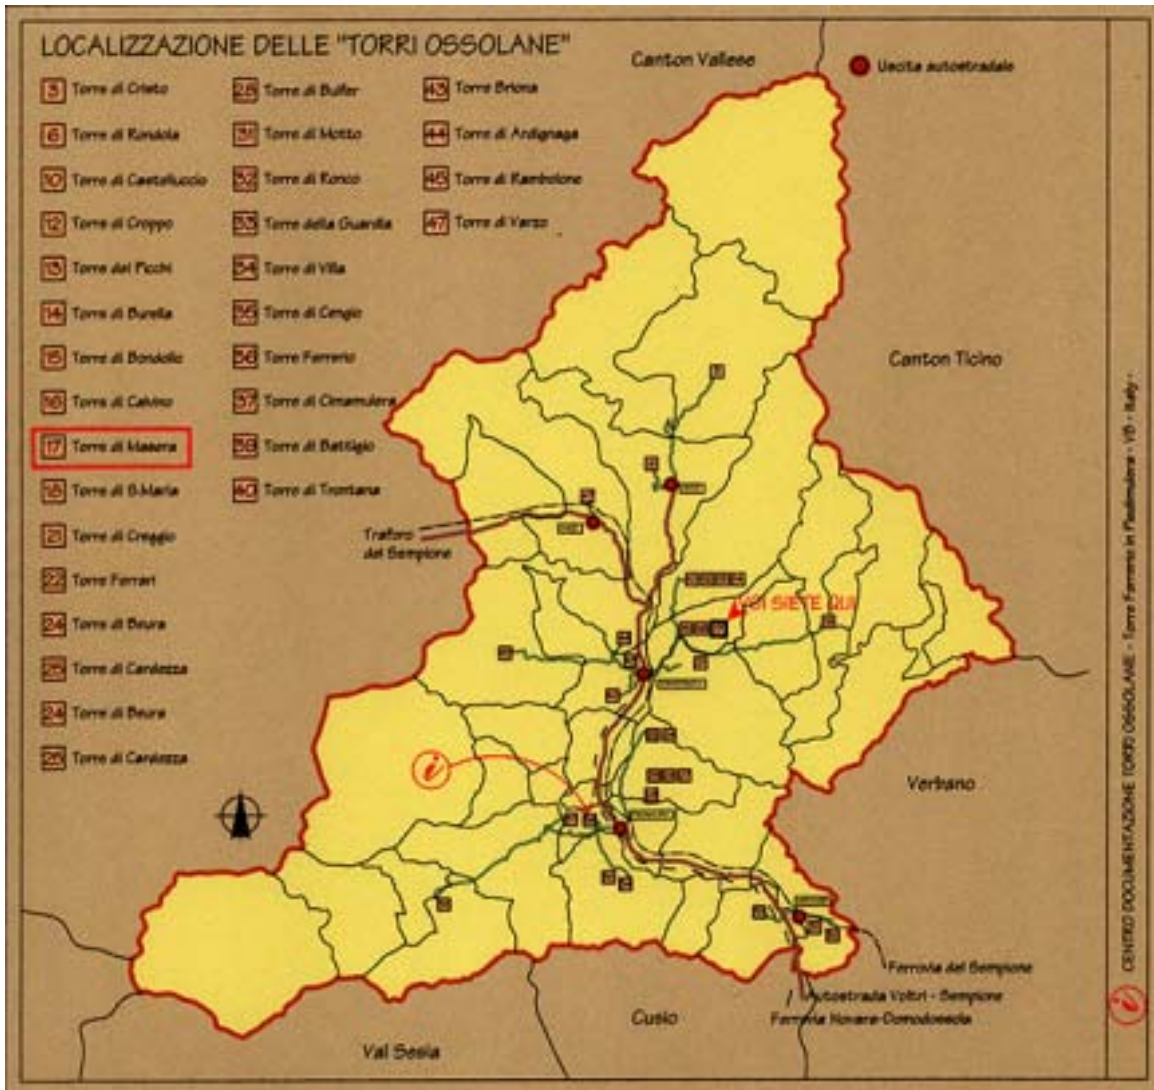 LOCALIZZAZIONE DELLE "TORRI OSSOLANE"
3 Torre di Cristo
6 Torre di Rondola
10 Torre di Castelluccio
12 Torre di Croppo
13 Torre dei Picchi
14 Torre di Burella
15 Torre di Bondolio
16 Torre di Calvino
17 Torre di Masera
18 Torre di S.Maria
21 Torre di Creggio
22 Torre Ferrari
24 Torre di Beura
25 Torre di Cardezza
24 Torre di Beura
25 Torre di Cardezza
28 Torre di Bulfer
31 Torre di Motto
32 Torre di Ronco
33 Torre della Guardia
34 Torre di Villa
35 Torre di Cengio
36 Torre Ferrerio
37 Torre di Cimamulera
39 Torre di Battigio
40 Torre di Trontana
43 Torre Briona
44 Torre di Ardignaga
45 Torre di Rambolone
47 Torre di Varzo
Canton Vallese
Uscita autostradale
Canton Ticino
Traforo
del Sempione
VOI SIETE QUI
i
Verbano
Ferrovia del Sempione
Autostrada Voltri - Sempione
Ferrovia Novara-Domodossola
Cusio
Val Sesia
CENTRO DOCUMENTAZIONE TORRI OSSOLANE - Torre Ferrerio in Piedimulera - VB - Italy -
i